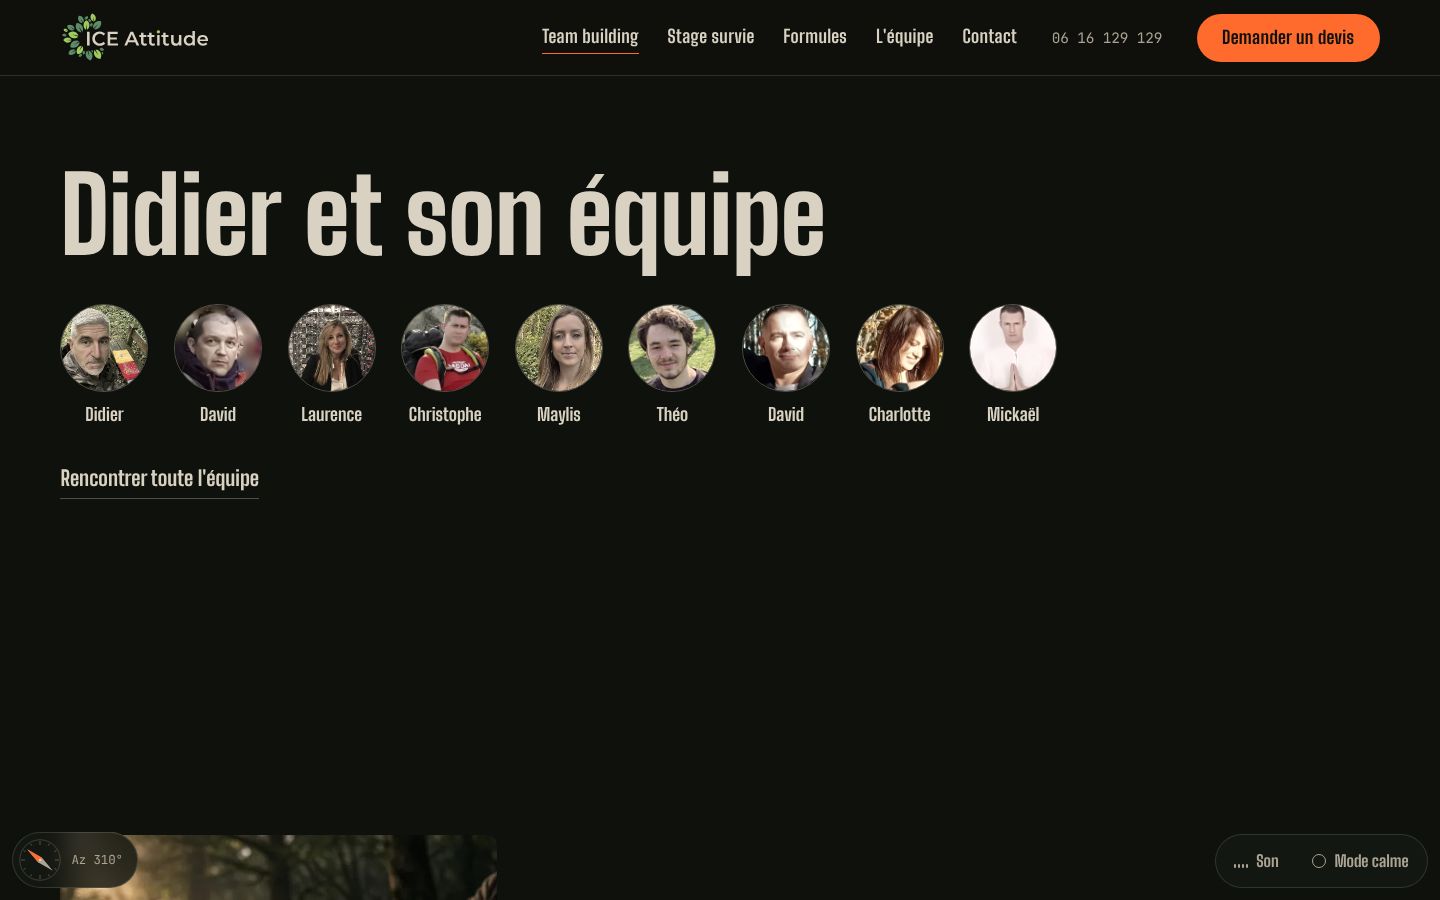 ICE Attitude
Team building
Stage survie
Formules
L'équipe
Contact
06 16 129 129
Demander un devis
Didier et son équipe
Didier
David
Laurence
Christophe
Maylis
Théo
David
Charlotte
Mickaël
Rencontrer toute l'équipe
Az 310°
Son
Mode calme